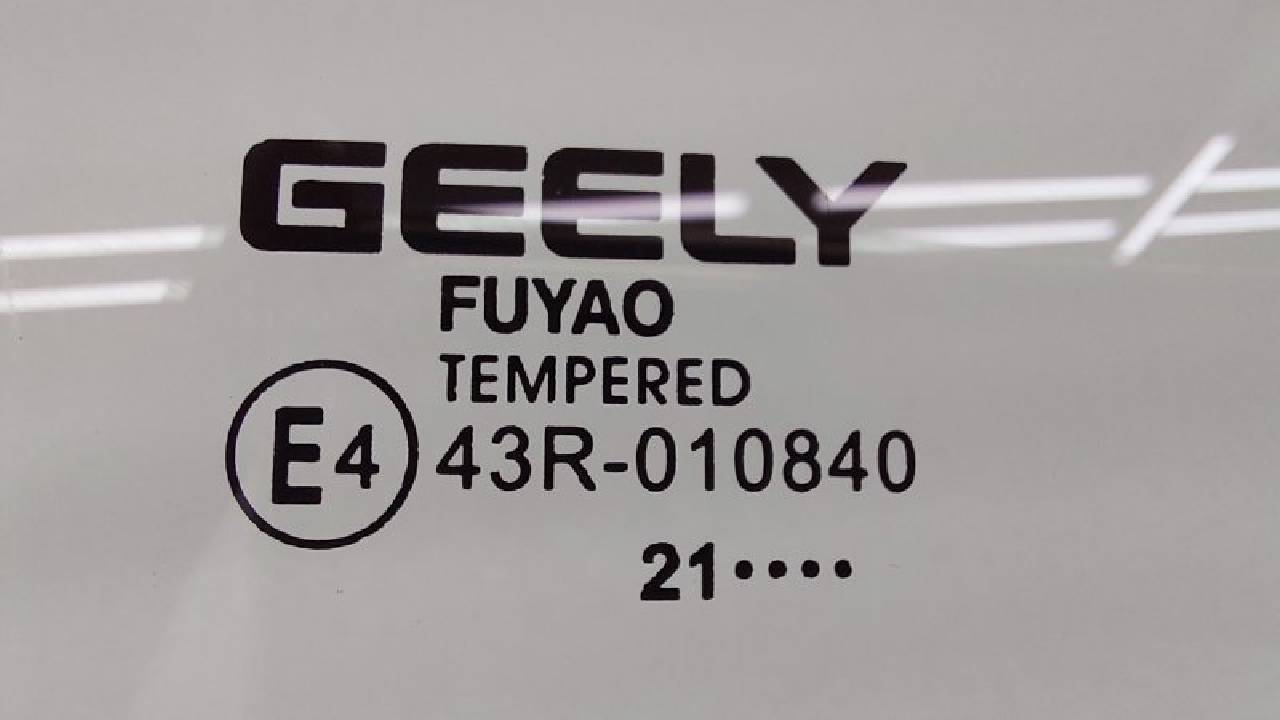 GEELY
FUYAO
TEMPERED
E4 43R-010840
21••••